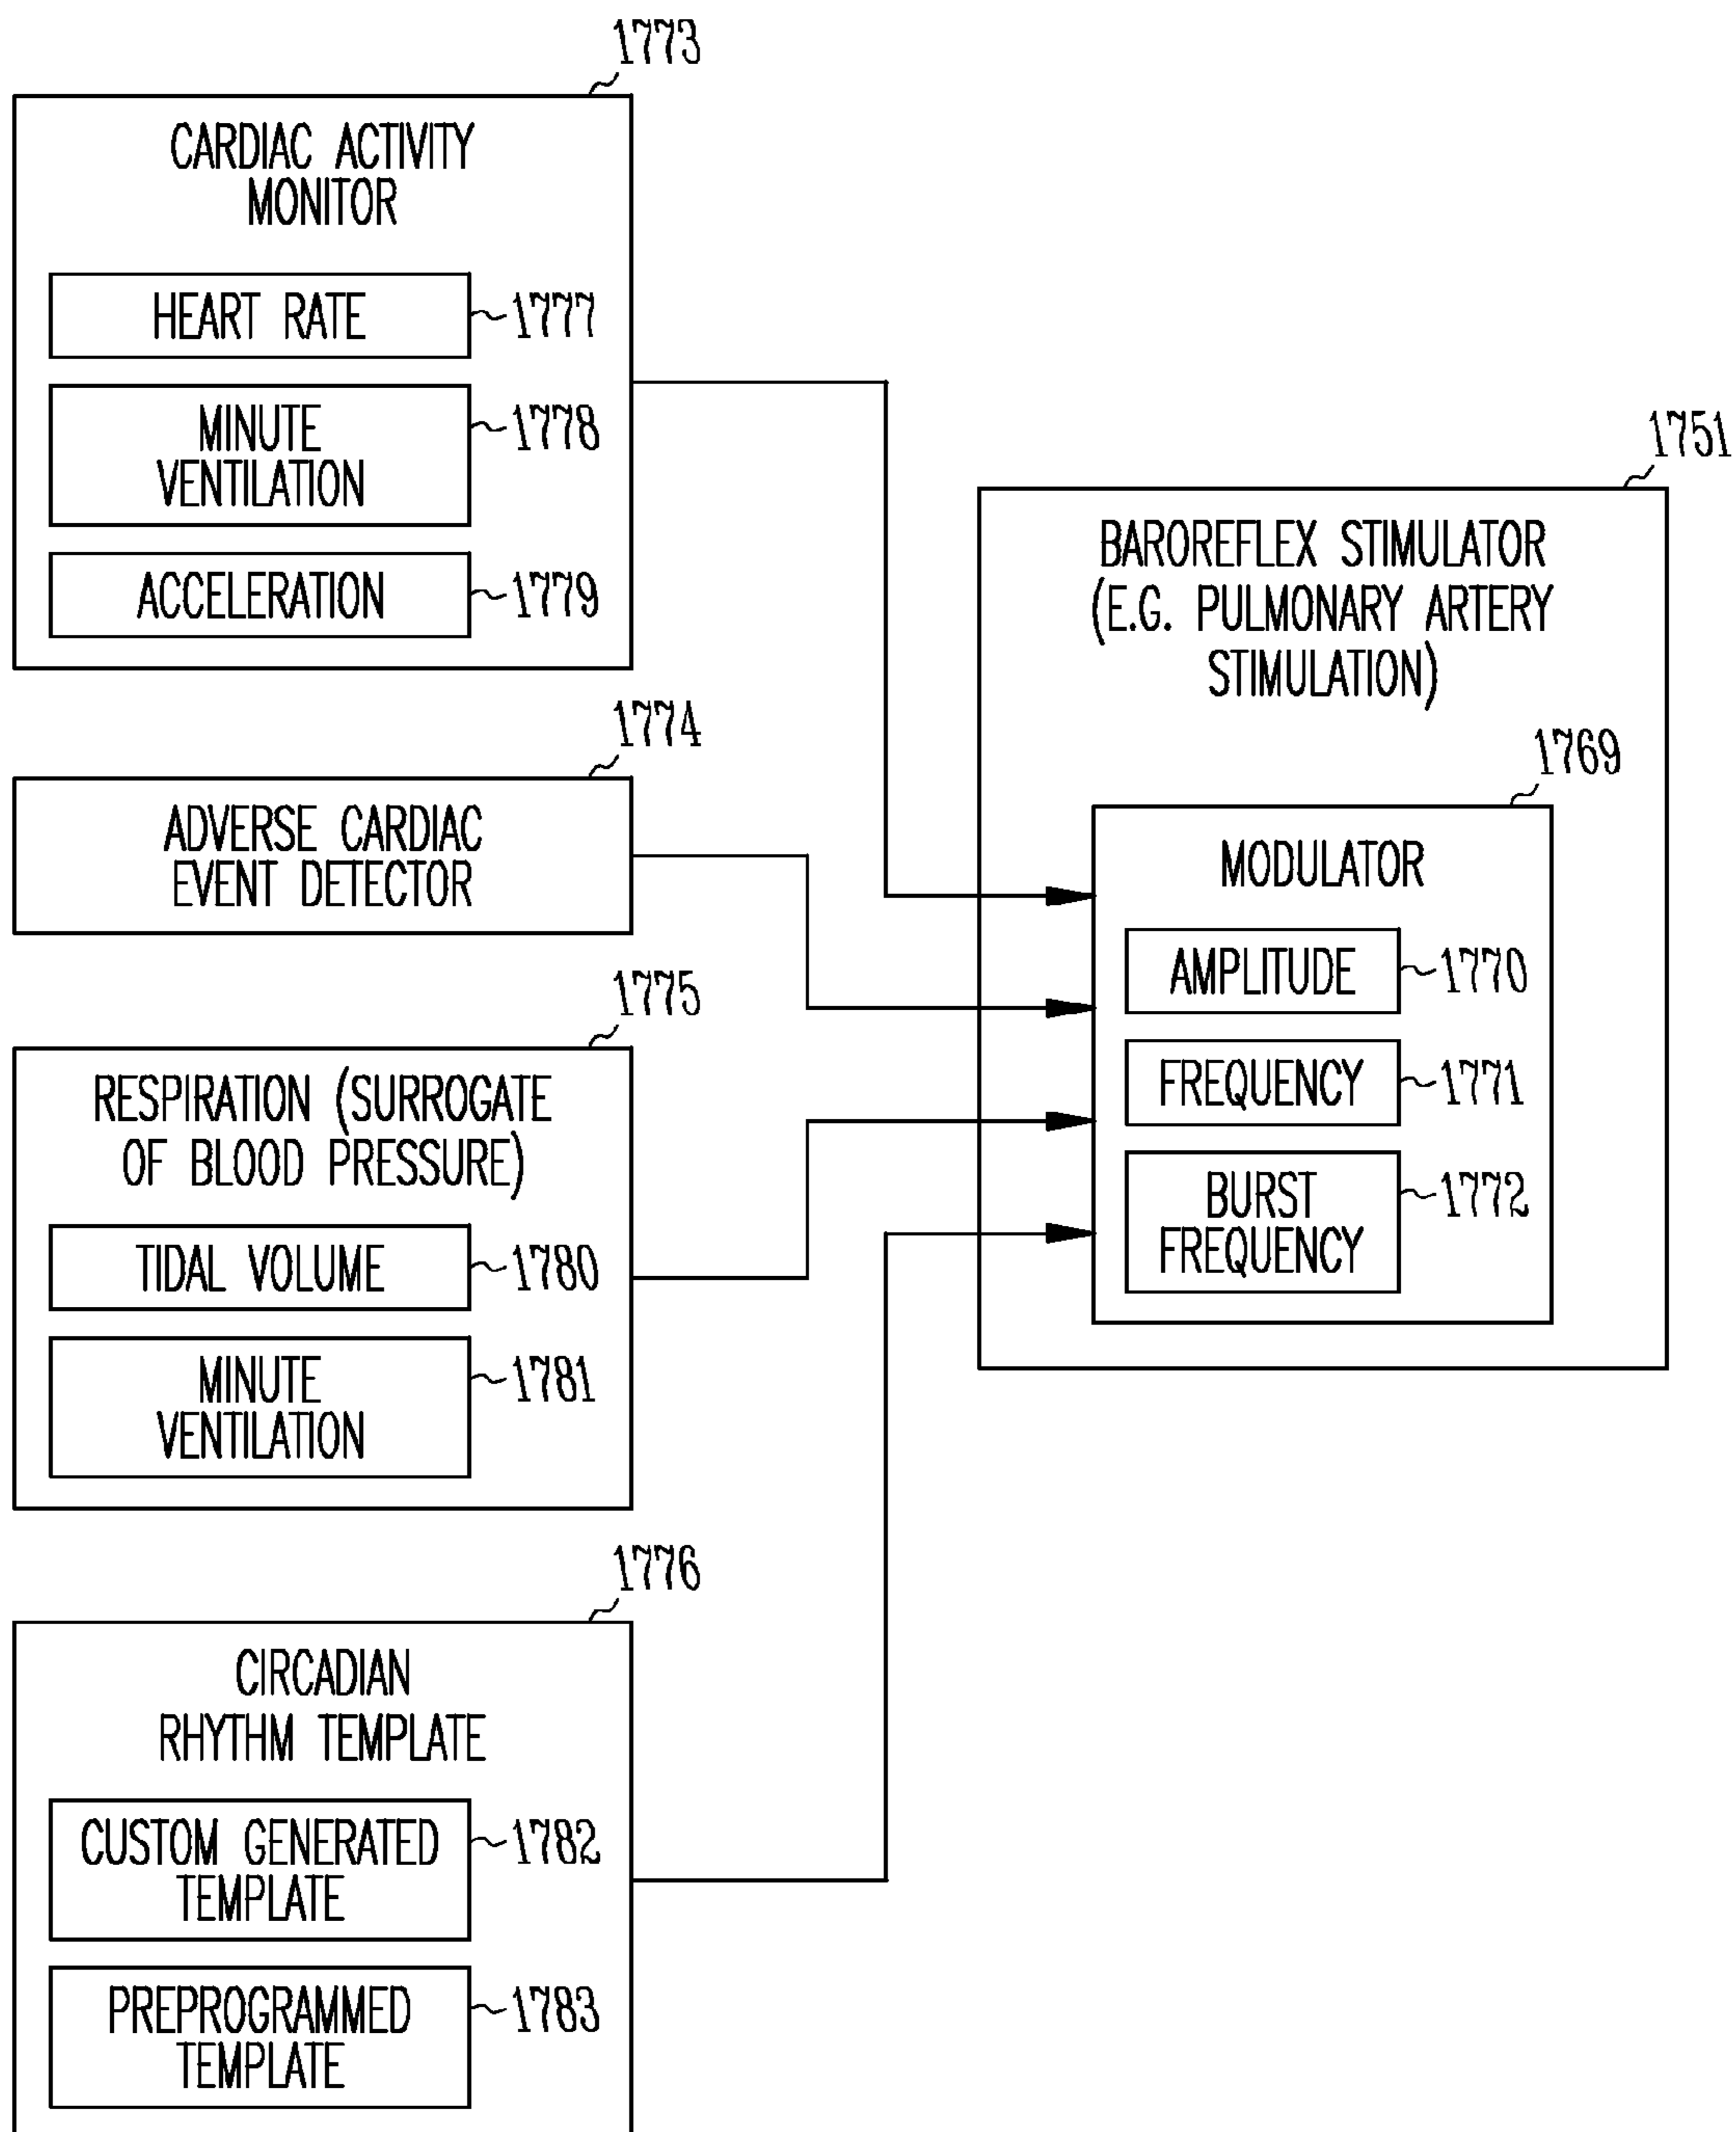 1773
CARDIAC ACTIVITY
MONITOR
HEART RATE
1777
MINUTE
VENTILATION
1778
ACCELERATION
1779
1774
ADVERSE CARDIAC
EVENT DETECTOR
1775
RESPIRATION (SURROGATE
OF BLOOD PRESSURE)
TIDAL VOLUME
1780
MINUTE
VENTILATION
1781
1776
CIRCADIAN
RHYTHM TEMPLATE
CUSTOM GENERATED
TEMPLATE
1782
PREPROGRAMMED
TEMPLATE
1783
1751
BAROREFLEX STIMULATOR
(E.G. PULMONARY ARTERY
STIMULATION)
1769
MODULATOR
AMPLITUDE
1770
FREQUENCY
1771
BURST
FREQUENCY
1772